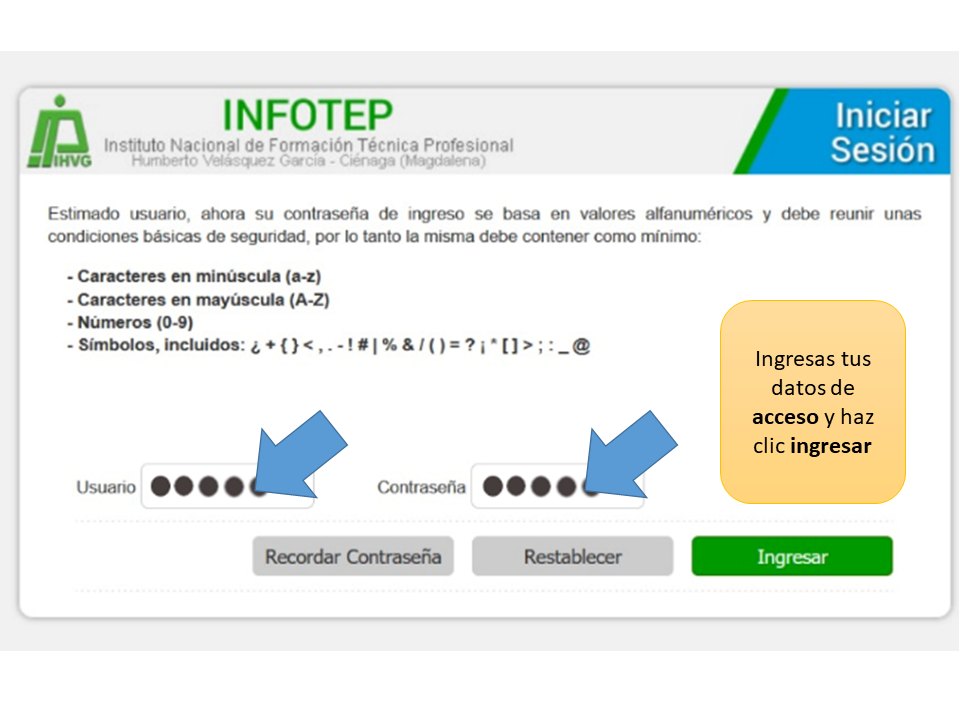 INFOTEP
Instituto Nacional de Formación Técnica Profesional
Humberto Velásquez García - Ciénaga (Magdalena)
IHVG
Iniciar
Sesión
Estimado usuario, ahora su contraseña de ingreso se basa en valores alfanuméricos y debe reunir unas
condiciones básicas de seguridad, por lo tanto la misma debe contener como mínimo:
- Caracteres en minúscula (a-z)
- Caracteres en mayúscula (A-Z)
- Números (0-9)
- Símbolos, incluidos: ¿ + { } < , . - ! # | % & / ( ) = ? ¡ * [ ] > ; : _ @
Ingresas tus
datos de
acceso y haz
clic ingresar
Usuario
Contraseña
Recordar Contraseña
Restablecer
Ingresar